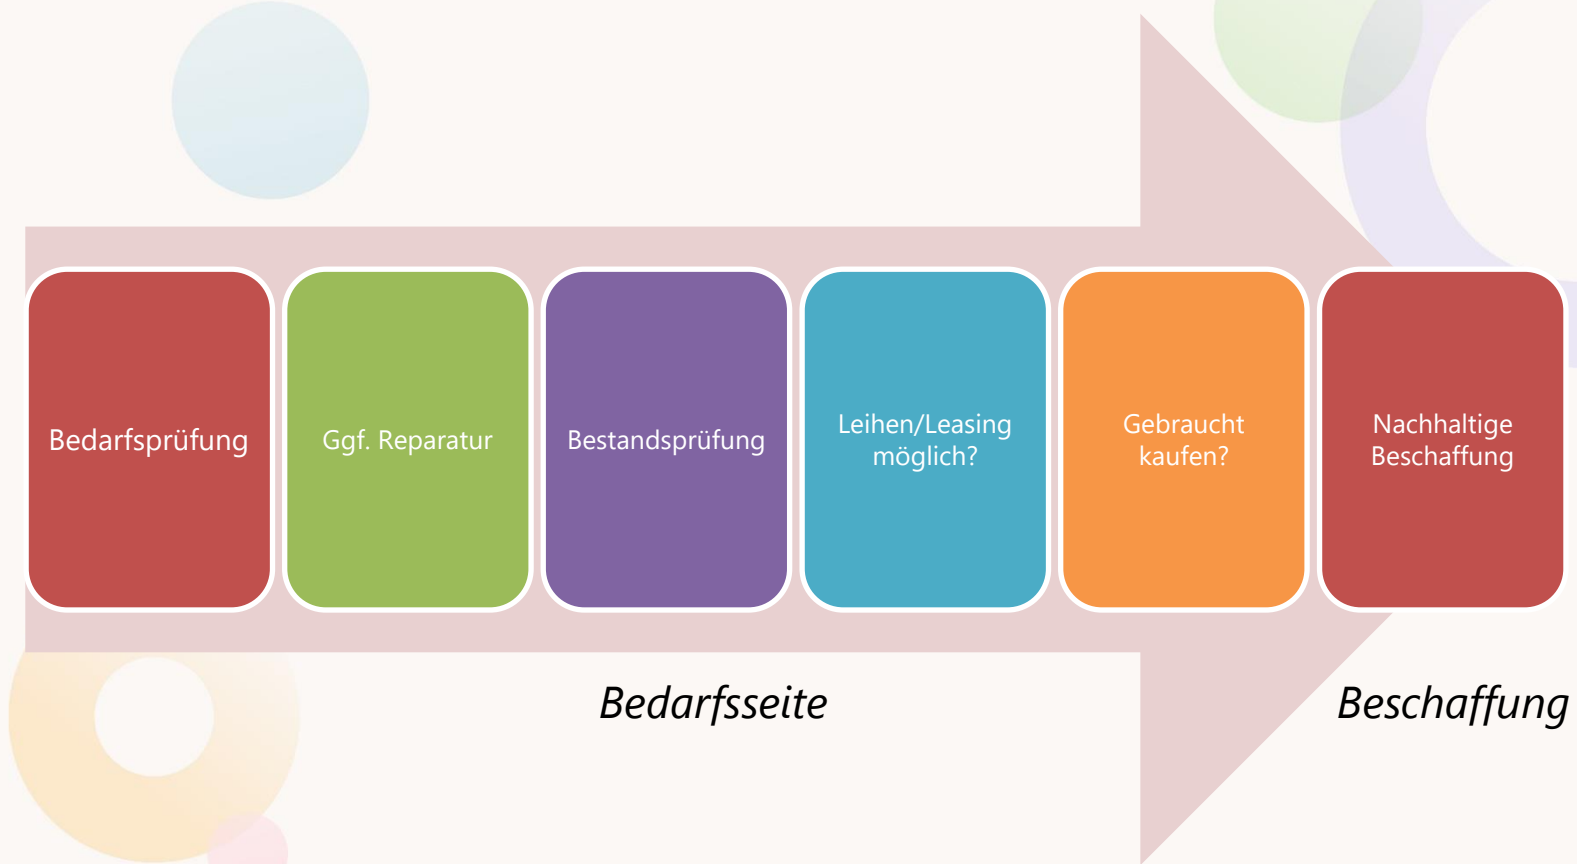 Bedarfsprüfung
Ggf. Reparatur
Bestandsprüfung
Leihen/Leasing
möglich?
Gebraucht
kaufen?
Nachhaltige
Beschaffung
Bedarfsseite
Beschaffung